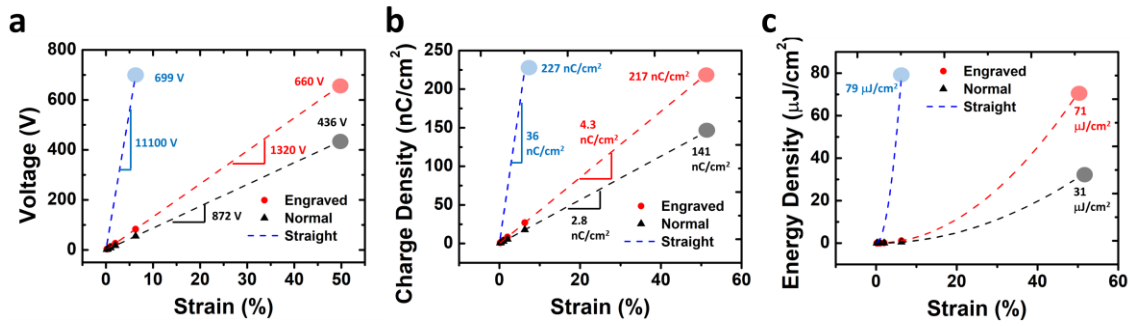 a
800
600
400
200
0
Voltage (V)
0 10 20 30 40 50 60
Strain (%)
699 V
660 V
436 V
11100 V
1320 V
872 V
Engraved
Normal
Straight
b
250
200
150
100
50
0
Charge Density (nC/cm²)
0 20 40 60
Strain (%)
227 nC/cm²
217 nC/cm²
36
nC/cm²
4.3
nC/cm²
141
nC/cm²
2.8
nC/cm²
Engraved
Normal
Straight
c
80
60
40
20
0
Energy Density (μJ/cm²)
0 20 40 60
Strain (%)
79 μJ/cm²
Engraved
Normal
Straight
71
μJ/cm²
31
μJ/cm²